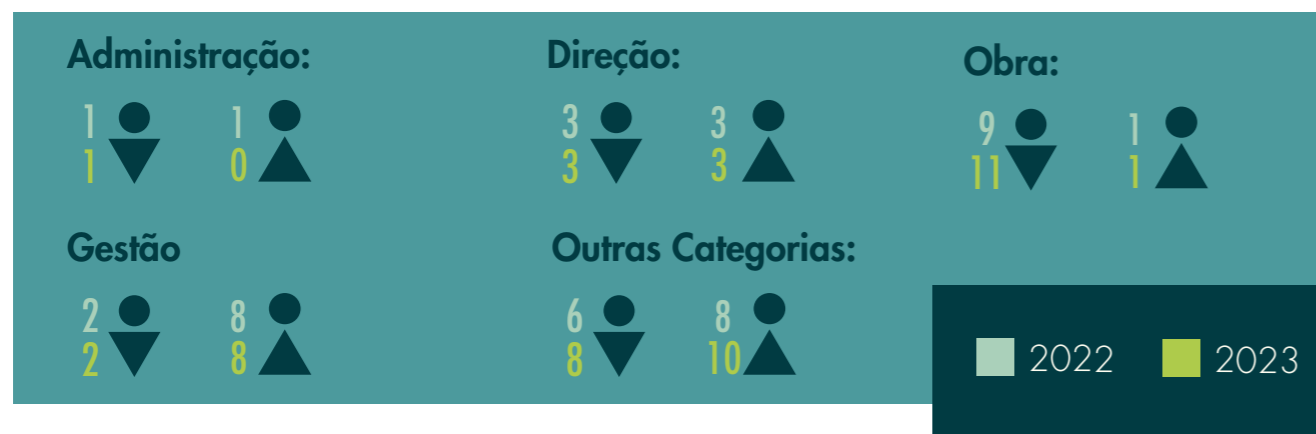 Administração:
1 1
1 0
Direção:
3 3
3 3
Obra:
9 1
11 1
Gestão
2 8
2 8
Outras Categorias:
6 8
8 10
2022 2023